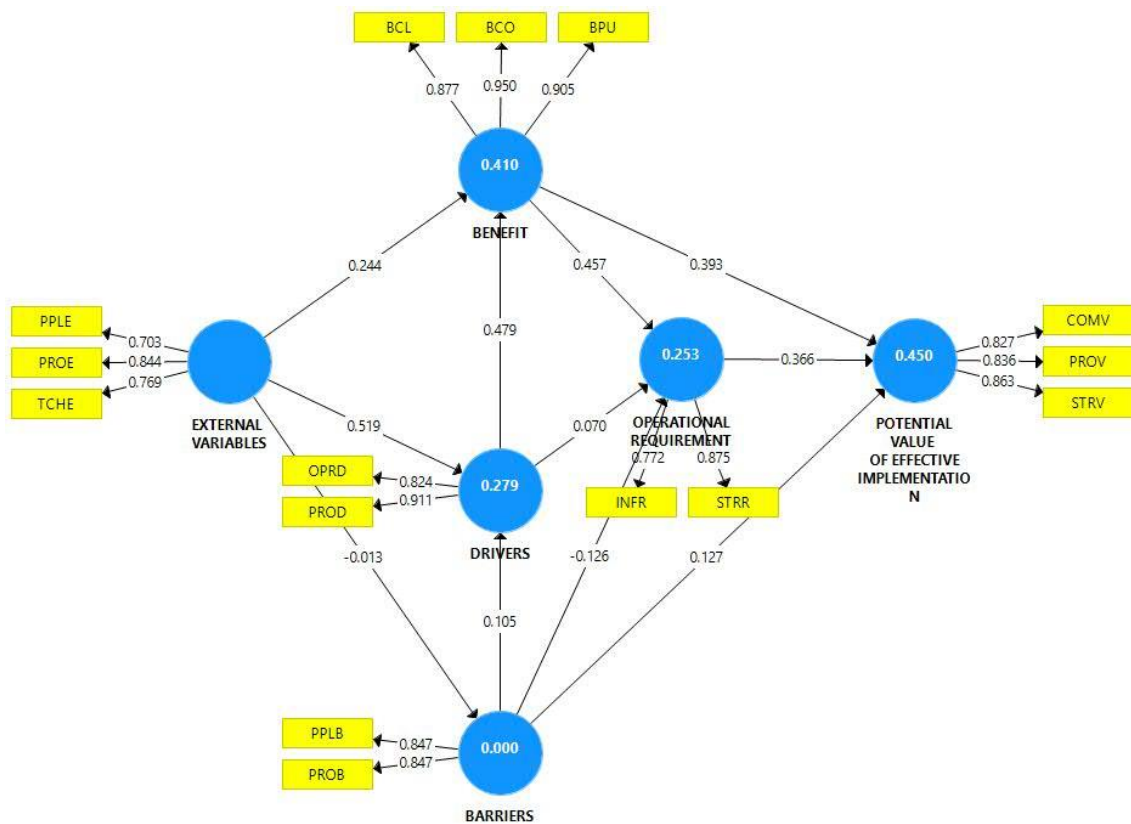 BCL
BCO
BPU
0.877
0.950
0.905
0.410
BENEFIT
0.244
0.457
0.393
PPLE
PROE
TCHE
0.703
0.844
0.769
EXTERNAL
VARIABLES
0.479
0.253
OPERATIONAL
REQUIREMENT
0.366
0.450
POTENTIAL
VALUE
OF EFFECTIVE
IMPLEMENTATIO
N
COMV
PROV
STRV
0.827
0.836
0.863
0.519
0.070
0.772
0.875
INFR
STRR
OPRD
PROD
0.824
0.911
0.279
DRIVERS
-0.013
-0.126
0.127
0.105
PPLB
PROB
0.847
0.847
0.000
BARRIERS